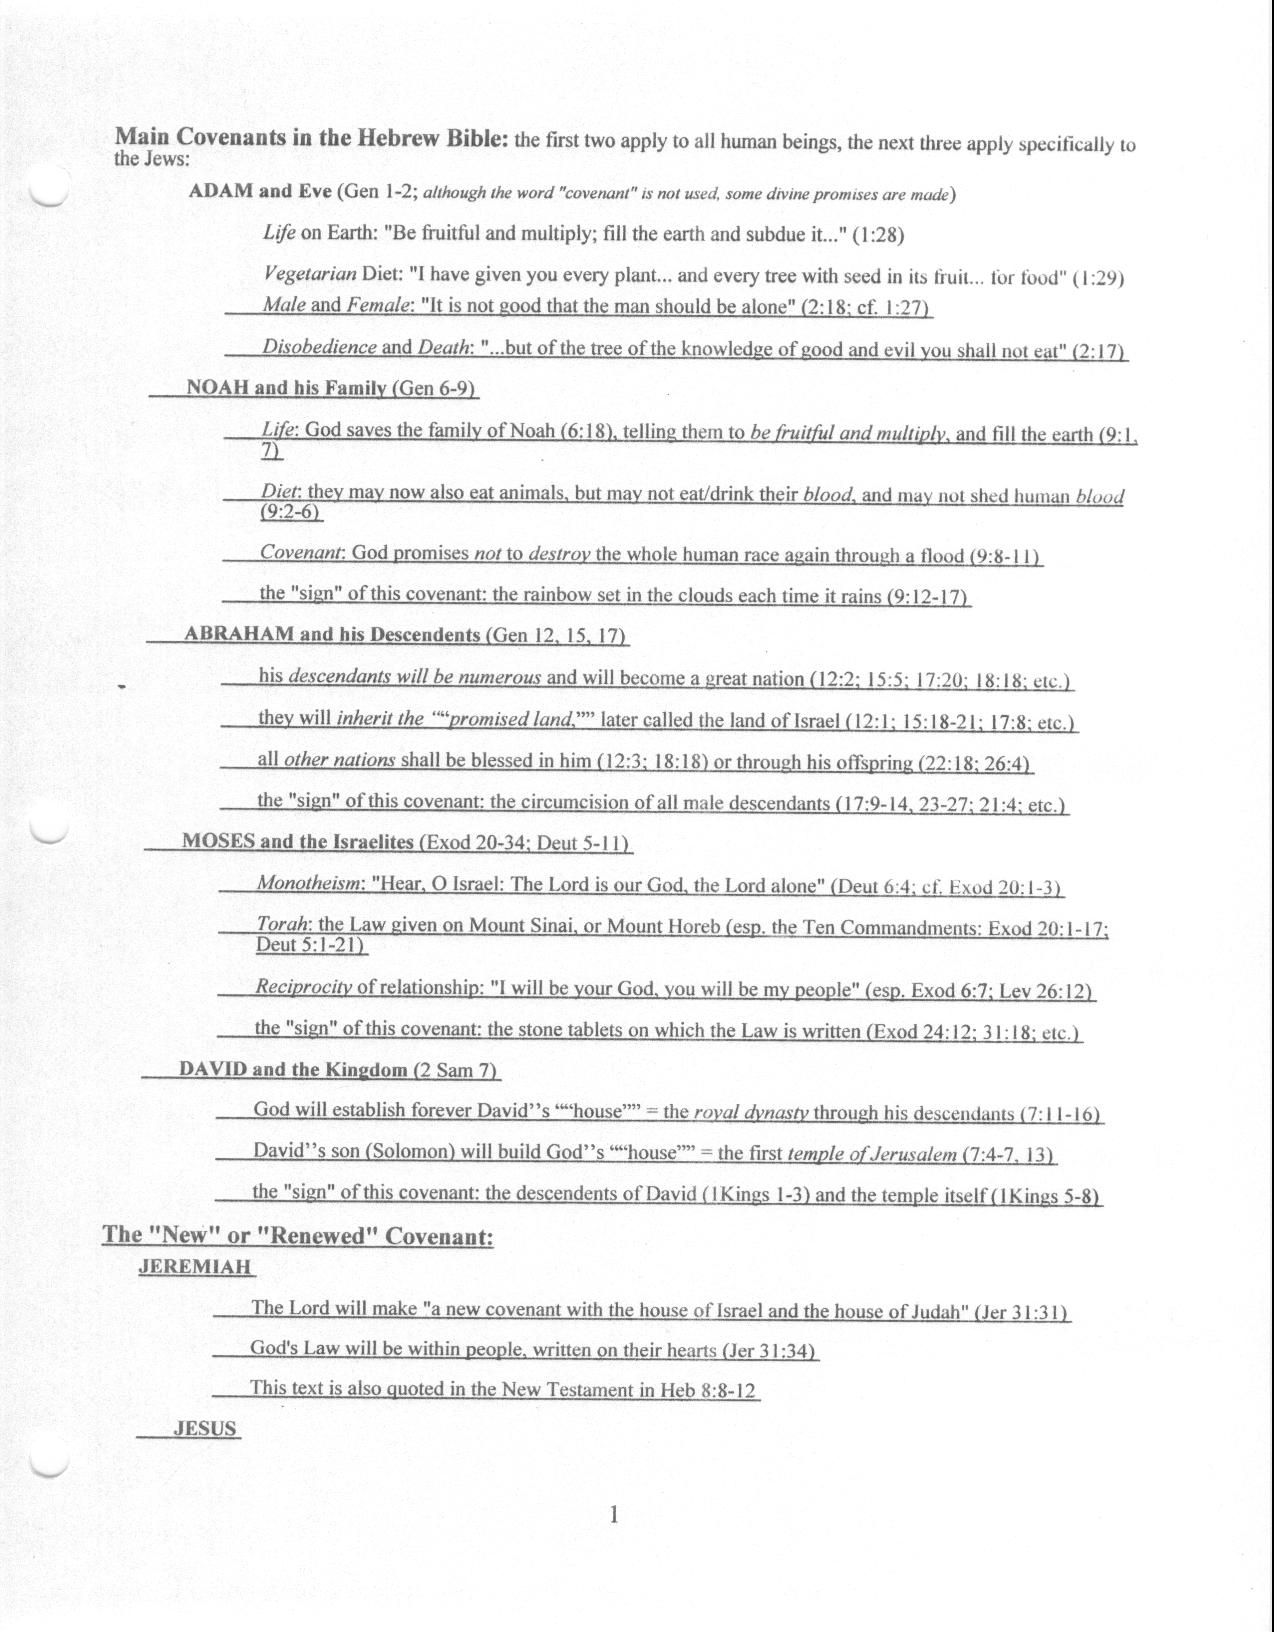 Main Covenants in the Hebrew Bible: the first two apply to all human beings, the next three apply specifically to
the Jews:
ADAM and Eve (Gen 1-2; although the word "covenant" is not used, some divine promises are made)
Life on Earth: "Be fruitful and multiply; fill the earth and subdue it..." (1:28)
Vegetarian Diet: "I have given you every plant... and every tree with seed in its fruit... for food" (1:29)
Male and Female: "It is not good that the man should be alone" (2:18; cf. 1:27)
Disobedience and Death: "...but of the tree of the knowledge of good and evil you shall not eat" (2:17)
NOAH and his Family (Gen 6-9)
Life: God saves the family of Noah (6:18), telling them to be fruitful and multiply, and fill the earth (9:1,
7)
Diet: they may now also eat animals, but may not eat/drink their blood, and may not shed human blood
(9:2-6)
Covenant: God promises not to destroy the whole human race again through a flood (9:8-11)
the "sign" of this covenant: the rainbow set in the clouds each time it rains (9:12-17)
ABRAHAM and his Descendents (Gen 12, 15, 17)
his descendants will be numerous and will become a great nation (12:2; 15:5; 17:20; 18:18; etc.)
they will inherit the ““promised land,”” later called the land of Israel (12:1; 15:18-21; 17:8; etc.)
all other nations shall be blessed in him (12:3; 18:18) or through his offspring (22:18; 26:4)
the "sign" of this covenant: the circumcision of all male descendants (17:9-14, 23-27; 21:4; etc.)
MOSES and the Israelites (Exod 20-34; Deut 5-11)
Monotheism: "Hear, O Israel: The Lord is our God, the Lord alone" (Deut 6:4; cf. Exod 20:1-3)
Torah: the Law given on Mount Sinai, or Mount Horeb (esp. the Ten Commandments: Exod 20:1-17;
Deut 5:1-21)
Reciprocity of relationship: "I will be your God, you will be my people" (esp. Exod 6:7; Lev 26:12)
the "sign" of this covenant: the stone tablets on which the Law is written (Exod 24:12; 31:18; etc.)
DAVID and the Kingdom (2 Sam 7)
God will establish forever David’’s ““house”” = the royal dynasty through his descendants (7:11-16)
David’’s son (Solomon) will build God’’s ““house”” = the first temple of Jerusalem (7:4-7, 13)
the "sign" of this covenant: the descendents of David (1Kings 1-3) and the temple itself (1Kings 5-8)
The "New" or "Renewed" Covenant:
JEREMIAH
The Lord will make "a new covenant with the house of Israel and the house of Judah" (Jer 31:31)
God's Law will be within people, written on their hearts (Jer 31:34)
This text is also quoted in the New Testament in Heb 8:8-12
JESUS
1